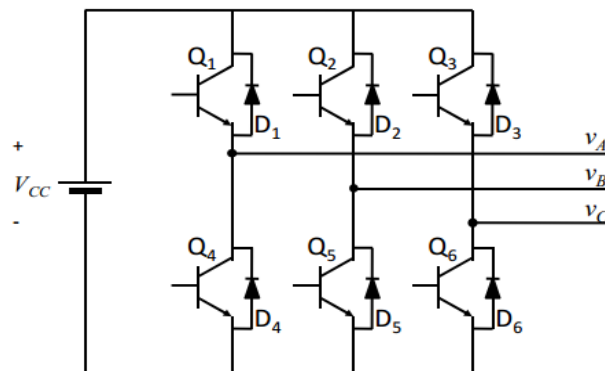 Q1 Q2 Q3
D1 D2 D3
+
vA
VCC
vB
-
vC
Q4 Q5 Q6
D4 D5 D6